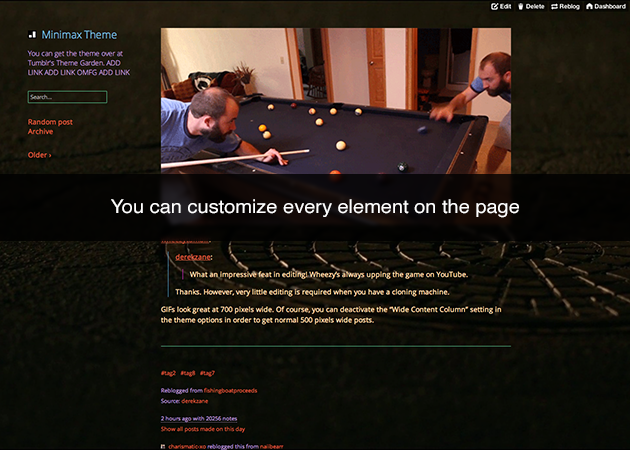 Edit Delete Reblog Dashboard
Minimax Theme
You can get the theme over at
Tumblr's Theme Garden. ADD
LINK ADD LINK OMFG ADD LINK
Search...
Random post
Archive
Older ›
You can customize every element on the page
derekzane:
What an impressive feat in editing! Wheezy's always upping the game on YouTube.
Thanks. However, very little editing is required when you have a cloning machine.
GIFs look great at 700 pixels wide. Of course, you can deactivate the "Wide Content Column" setting in
the theme options in order to get normal 500 pixels wide posts.
#tag2 #tag8 #tag7
Reblogged from fishingboatproceeds
Source: derekzane
2 hours ago with 20256 notes
Show all posts made on this day
charismatic-xo reblogged this from nailbeam